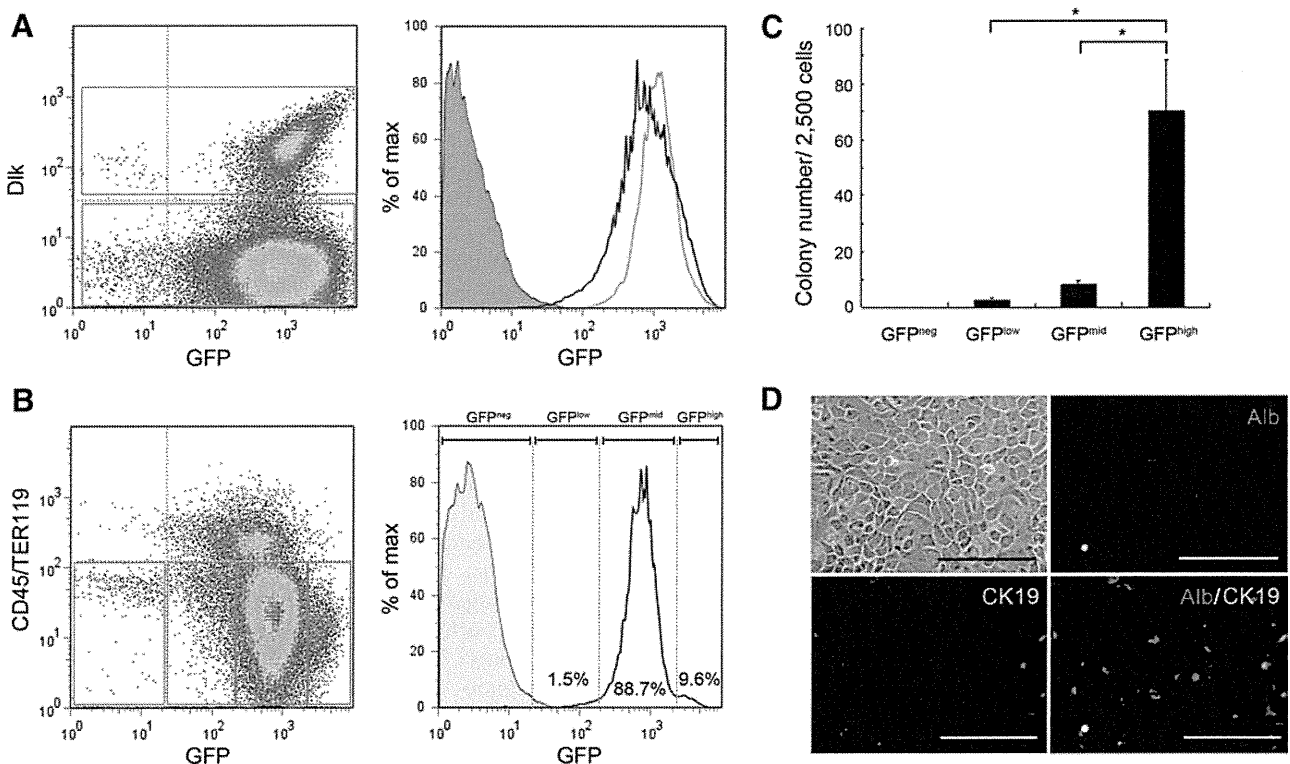 A
Dlk
10³
10²
10¹
10⁰
10⁰ 10¹ 10² 10³
GFP
% of max
100
80
60
40
20
0
10⁰ 10¹ 10² 10³
GFP
B
CD45/TER119
10³
10²
10¹
10⁰
10⁰ 10¹ 10² 10³
GFP
% of max
100
80
60
40
20
0
GFPneg GFPlow GFPmid GFPhigh
1.5% 88.7% 9.6%
10⁰ 10¹ 10² 10³
GFP
C
Colony number/ 2,500 cells
100
80
60
40
20
0
*
*
GFPneg GFPlow GFPmid GFPhigh
D
Alb
CK19
Alb/CK19